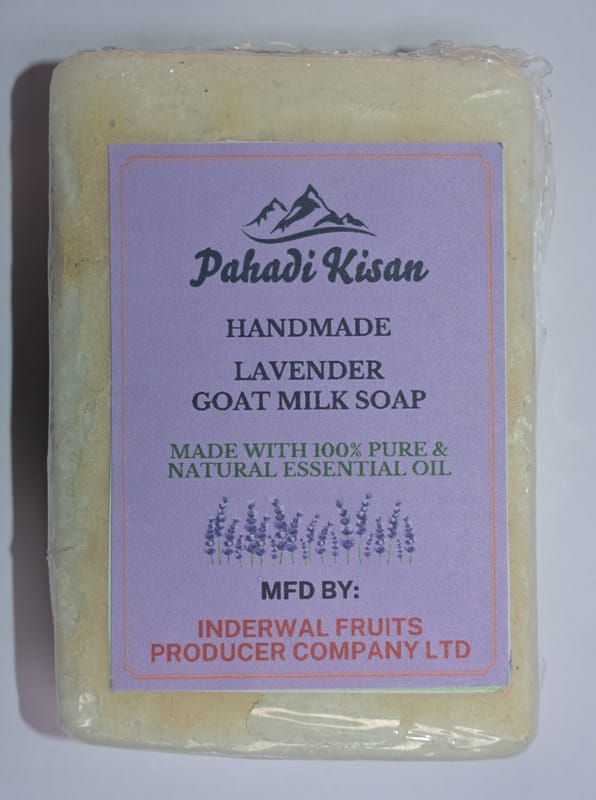 Pahadi Kisan
HANDMADE
LAVENDER
GOAT MILK SOAP
MADE WITH 100% PURE &
NATURAL ESSENTIAL OIL
MFD BY:
INDERWAL FRUITS
PRODUCER COMPANY LTD